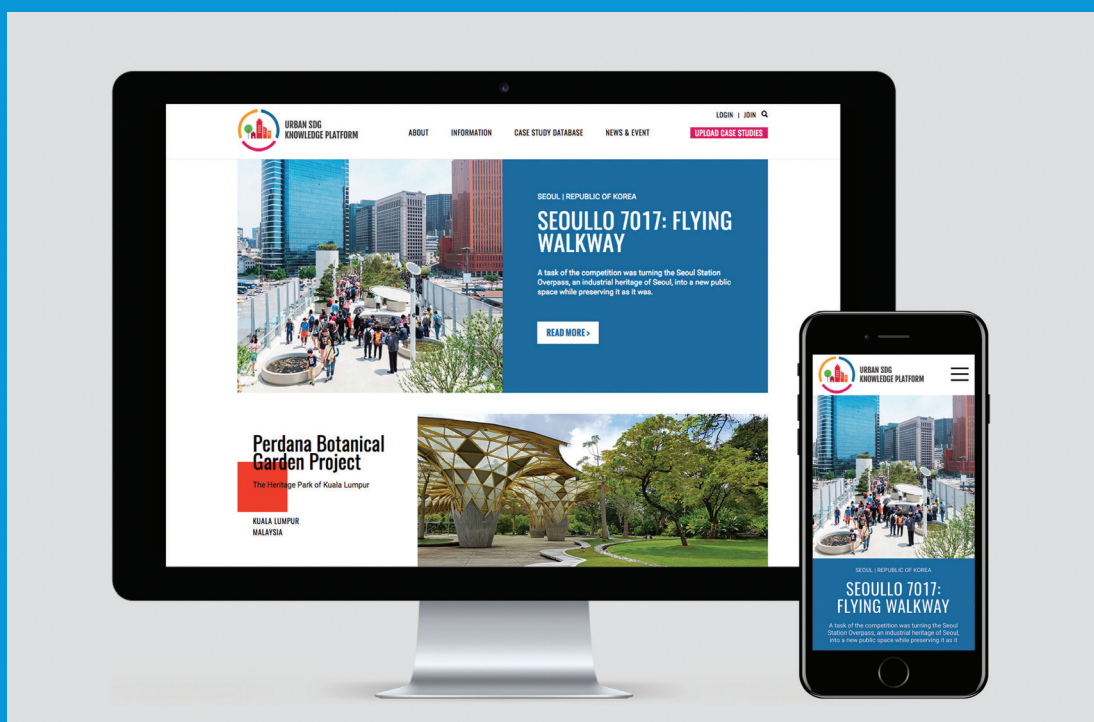 URBAN SDG
KNOWLEDGE PLATFORM
ABOUT
INFORMATION
CASE STUDY DATABASE
NEWS & EVENT
LOGIN | JOIN
UPLOAD CASE STUDIES
SEOUL | REPUBLIC OF KOREA
SEOULLO 7017: FLYING
WALKWAY
A task of the competition was turning the Seoul Station
Overpass, an industrial heritage of Seoul, into a new public
space while preserving it as it was.
READ MORE >
Perdana Botanical
Garden Project
The Heritage Park of Kuala Lumpur
KUALA LUMPUR
MALAYSIA
URBAN SDG
KNOWLEDGE PLATFORM
SEOUL | REPUBLIC OF KOREA
SEOULLO 7017:
FLYING WALKWAY
A task of the competition was turning the Seoul
Station Overpass, an industrial heritage of Seoul,
into a new public space while preserving it as it